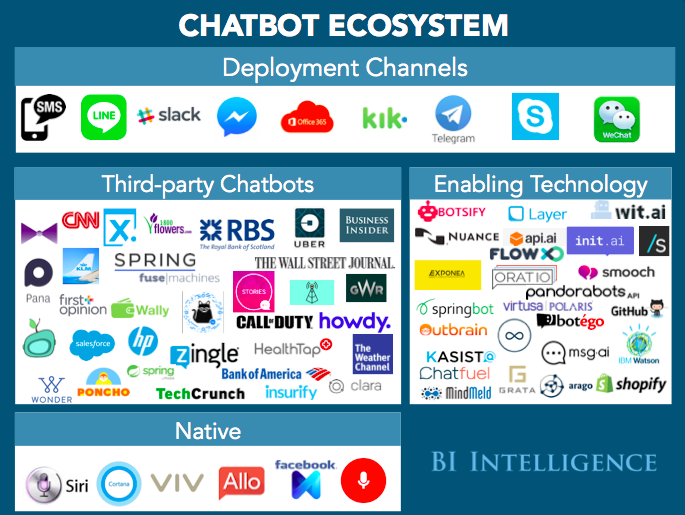 CHATBOT ECOSYSTEM
Deployment Channels
SMS
LINE
slack
Office 365
kik
Telegram
S
WeChat
Third-party Chatbots
CNN
X.
1-800 flowers.com
RBS
The Royal Bank of Scotland
UBER
BUSINESS INSIDER
KLM
SPRING
fuse|machines
THE WALL STREET JOURNAL.
Pana
first+ opinion
Wally
STORIES
GWR
CALL OF DUTY
howdy.
salesforce
hp
Zingle
HealthTap
The Weather Channel
WONDER
PONCHO
spring
TechCrunch
Bank of America
insurify
clara
Enabling Technology
BOTSIFY
Layer
wit.ai
NUANCE
api.ai
init.ai
/s
FLOW XO
EXPONEA
ORATIO
smooch
pandorabots API
springbot
virtusa POLARIS
GitHub
Outbrain
botégo
KASIST@
msg.ai
IBM Watson
Chatfuel
MindMeld
GRATA
arago
shopify
Native
Siri
Cortana
VIV
Allo
facebook
M
BI INTELLIGENCE